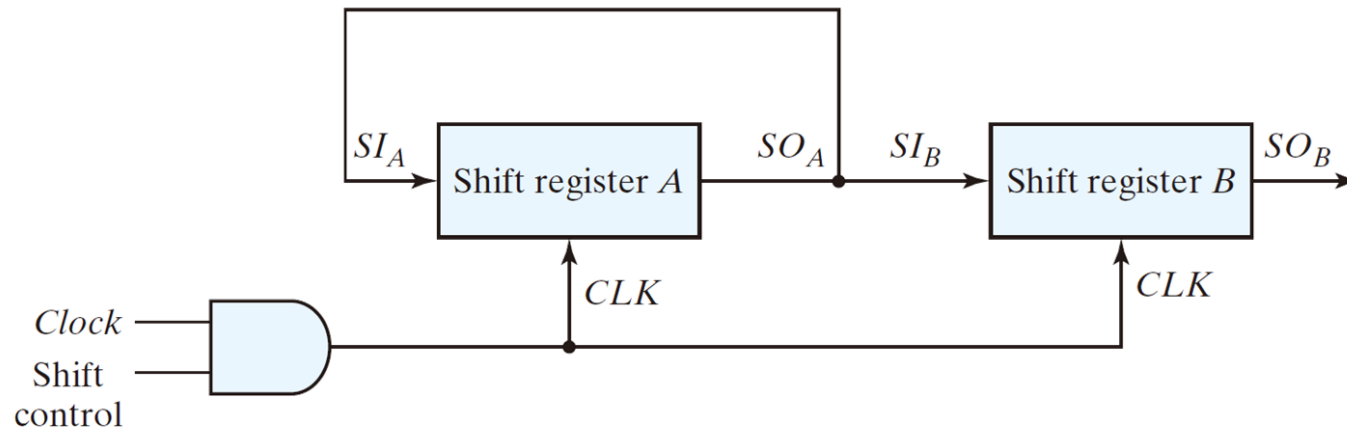 SI_A
Shift register A
SO_A
SI_B
Shift register B
SO_B
CLK
CLK
Clock
Shift
control